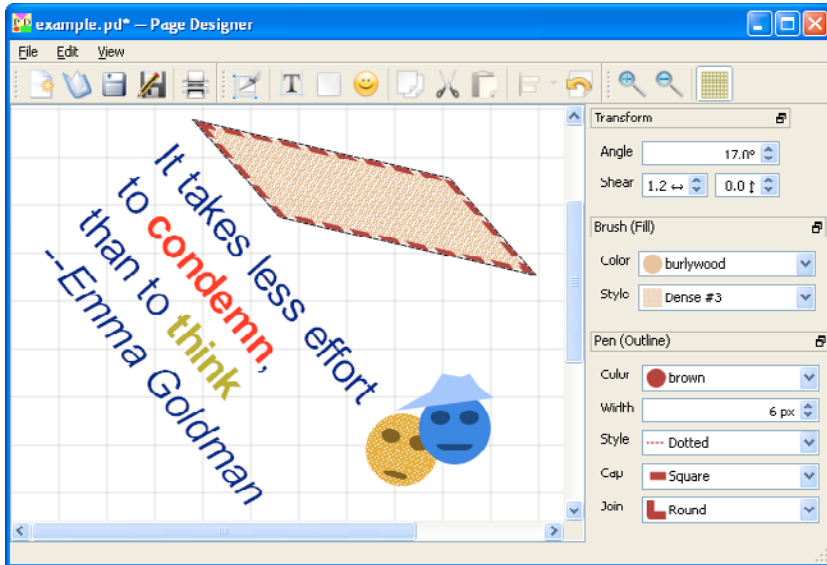 example.pd* — Page Designer
File Edit View
It takes less effort
to condemn,
than to think
--Emma Goldman
Transform
Angle 17.0º
Shear 1.2 ↔ 0.0 ↕
Brush (Fill)
Color burlywood
Style Dense #3
Pen (Outline)
Color brown
Width 6 px
Style Dotted
Cap Square
Join Round